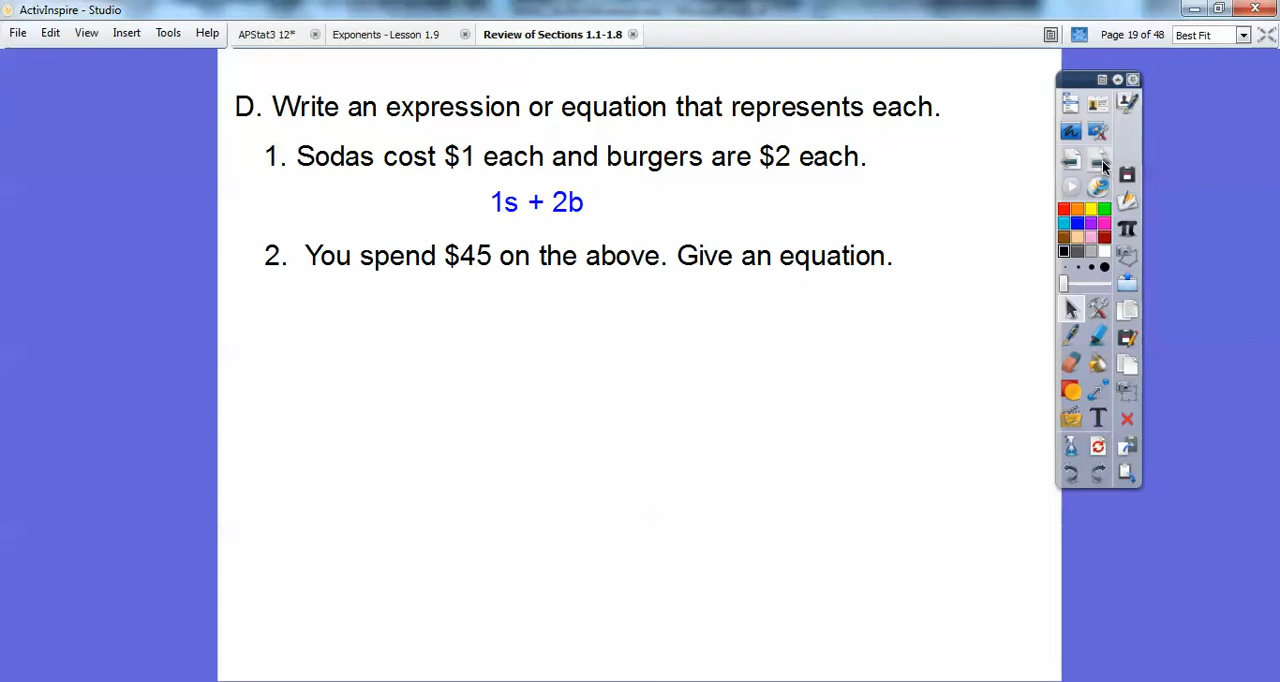 ActivInspire - Studio
File Edit View Insert Tools Help
APStat3 12* Exponents - Lesson 1.9 Review of Sections 1.1-1.8 Page 19 of 48 Best Fit
D. Write an expression or equation that represents each.
1. Sodas cost $1 each and burgers are $2 each.
1s + 2b
2. You spend $45 on the above. Give an equation.